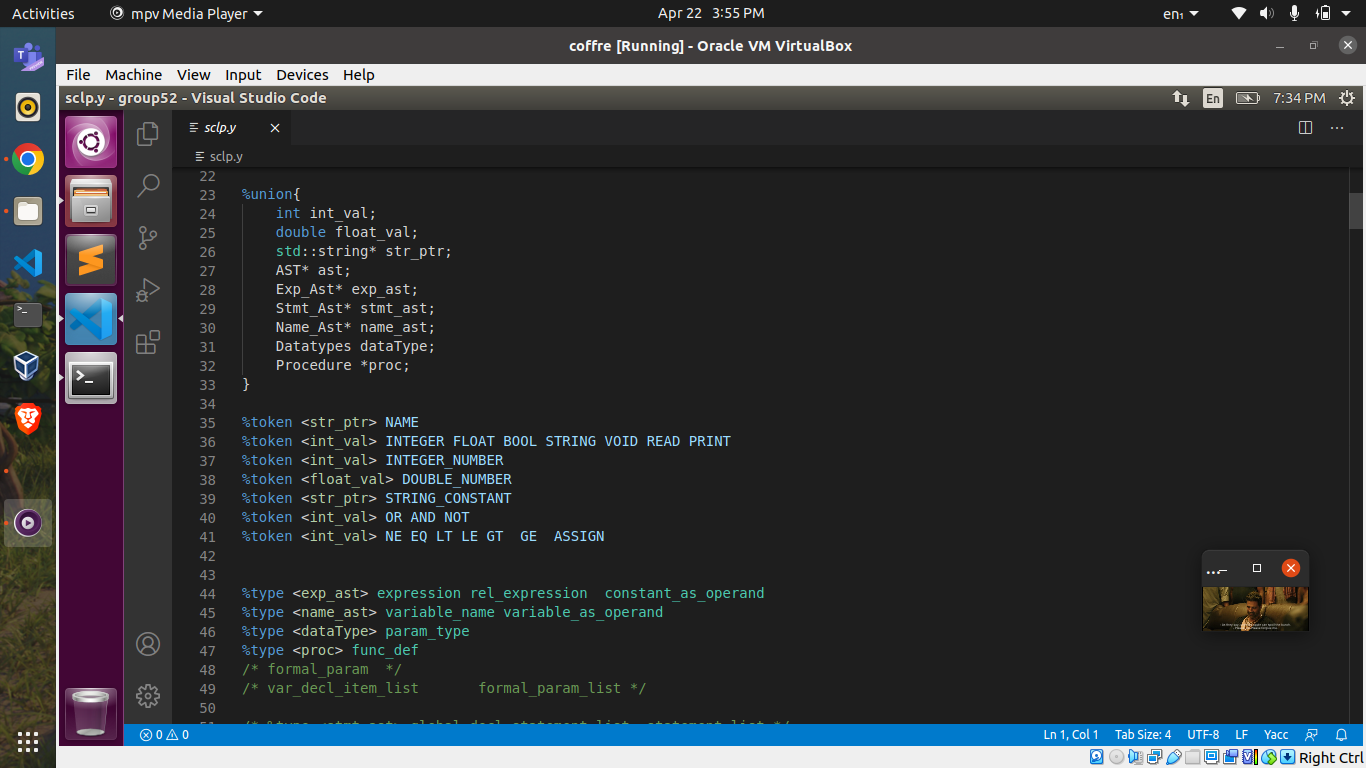 Activities mpv Media Player Apr 22 3:55 PM en₁
coffre [Running] - Oracle VM VirtualBox
File Machine View Input Devices Help
sclp.y - group52 - Visual Studio Code En 7:34 PM
sclp.y
sclp.y
22
23 %union{
24 int int_val;
25 double float_val;
26 std::string* str_ptr;
27 AST* ast;
28 Exp_Ast* exp_ast;
29 Stmt_Ast* stmt_ast;
30 Name_Ast* name_ast;
31 Datatypes dataType;
32 Procedure *proc;
33 }
34
35 %token <str_ptr> NAME
36 %token <int_val> INTEGER FLOAT BOOL STRING VOID READ PRINT
37 %token <int_val> INTEGER_NUMBER
38 %token <float_val> DOUBLE_NUMBER
39 %token <str_ptr> STRING_CONSTANT
40 %token <int_val> OR AND NOT
41 %token <int_val> NE EQ LT LE GT  GE  ASSIGN
42
43
44 %type <exp_ast> expression rel_expression  constant_as_operand
45 %type <name_ast> variable_name variable_as_operand
46 %type <dataType> param_type
47 %type <proc> func_def
48 /* formal_param  */
49 /* var_decl_item_list       formal_param_list */
50
51 /* %type <stmt_ast> global_decl_statement_list  statement_list */
0 0 Ln 1, Col 1 Tab Size: 4 UTF-8 LF Yacc
Right Ctrl